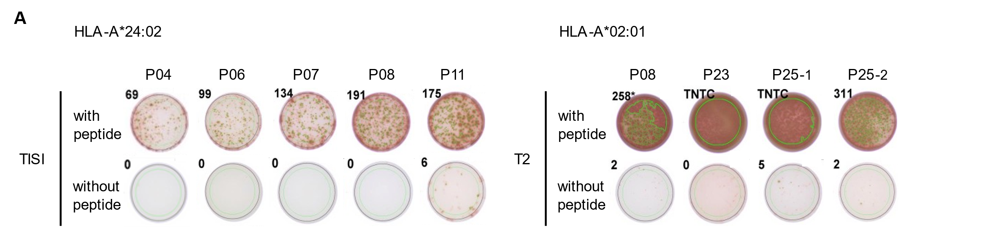 A
HLA-A*24:02
HLA-A*02:01
P04 P06 P07 P08 P11
P08 P23 P25-1 P25-2
69 99 134 191 175
258* TNTC TNTC 311
with
peptide
with
peptide
TISI
T2
0 0 0 0 6
2 0 5 2
without
peptide
without
peptide